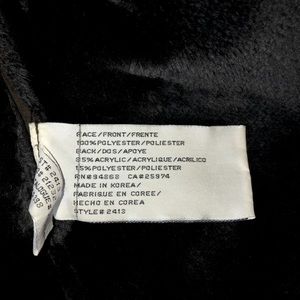 FACE/FRONT/FRENTE
100% POLYESTER/POLIESTER
BACK/DOS/APOYE
85% ACRYLIC/ACRYLIQUE/ACRILICO
15% POLYESTER/POLIESTER
RN#94868 CA#25974
MADE IN KOREA/
FABRIQUE EN COREE/
HECHO EN COREA
STYLE# 2413